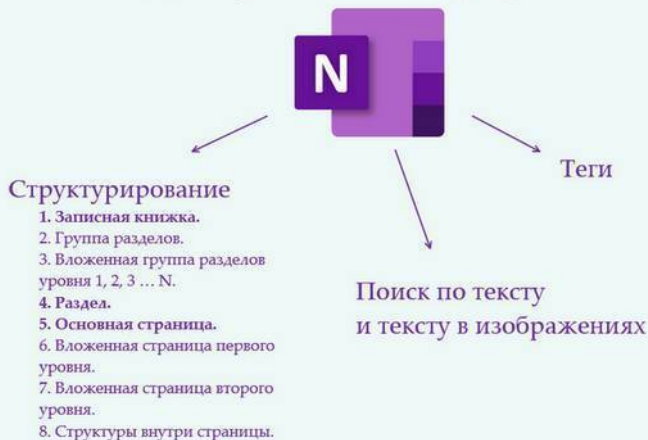 N
Структурирование
1. Записная книжка.
2. Группа разделов.
3. Вложенная группа разделов
уровня 1, 2, 3 … N.
4. Раздел.
5. Основная страница.
6. Вложенная страница первого
уровня.
7. Вложенная страница второго
уровня.
8. Структуры внутри страницы.
Поиск по тексту
и тексту в изображениях
Теги